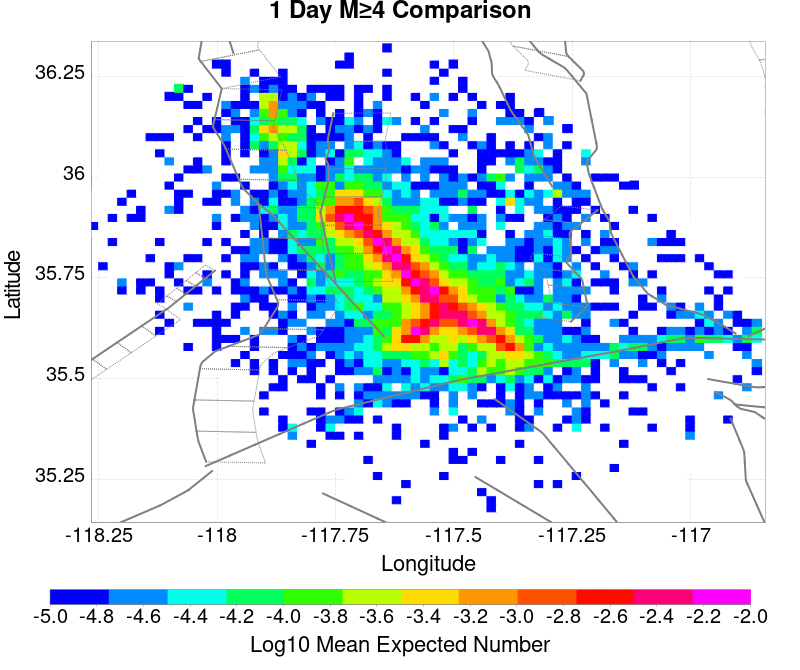 1 Day M≥4 Comparison
36.25
36
35.75
35.5
35.25
Latitude
-118.25 -118 -117.75 -117.5 -117.25 -117
Longitude
-5.0 -4.8 -4.6 -4.4 -4.2 -4.0 -3.8 -3.6 -3.4 -3.2 -3.0 -2.8 -2.6 -2.4 -2.2 -2.0
Log10 Mean Expected Number